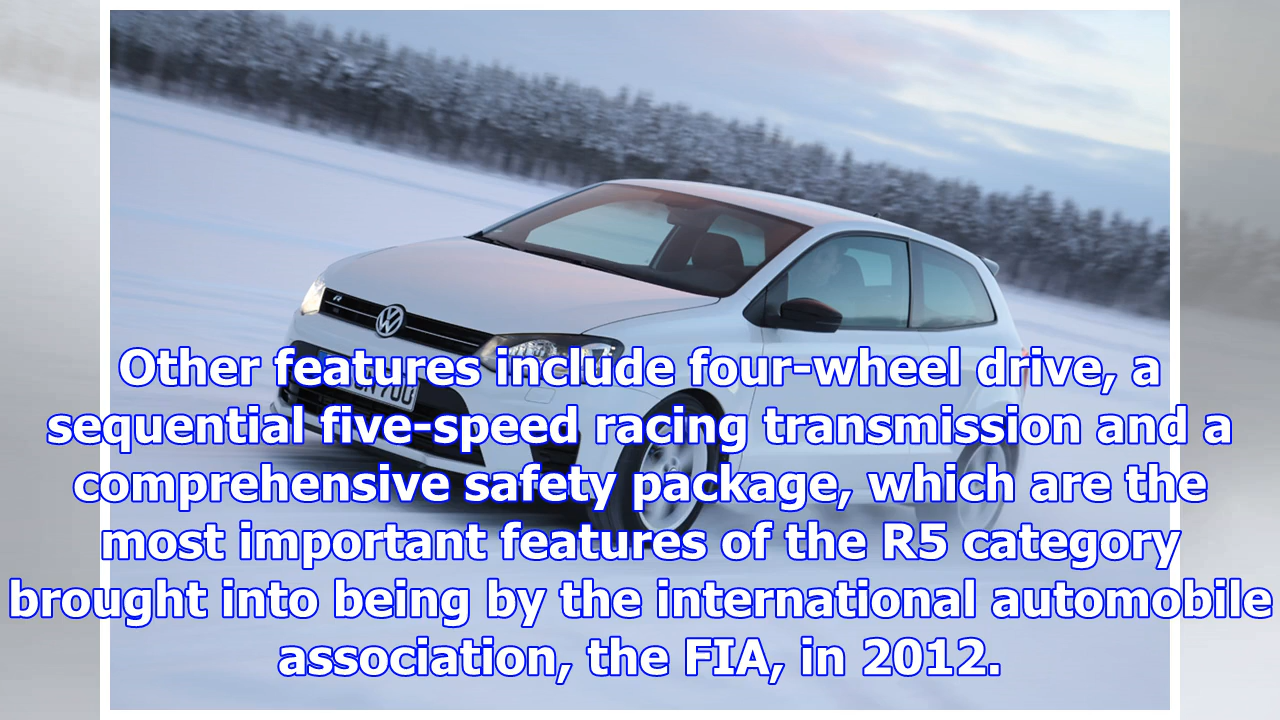 Other features include four-wheel drive, a
sequential five-speed racing transmission and a
comprehensive safety package, which are the
most important features of the R5 category
brought into being by the international automobile
association, the FIA, in 2012.